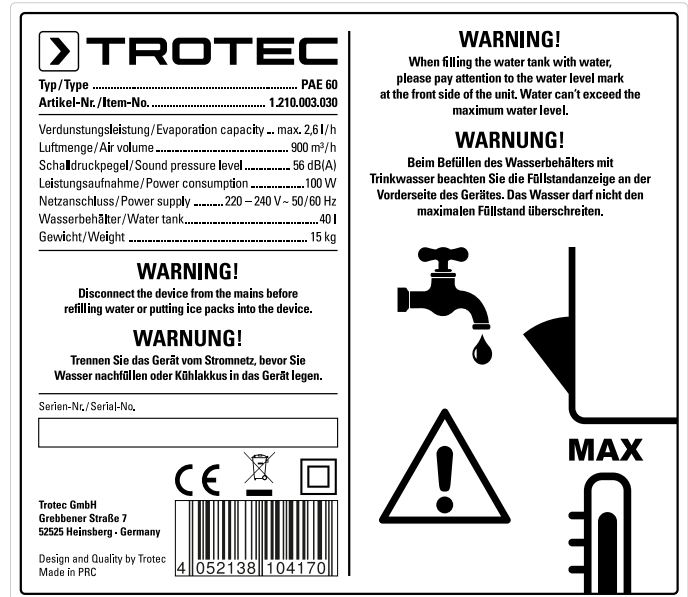 TROTEC
Typ/Type ........................................................ PAE 60
Artikel-Nr./Item-No. ............................... 1.210.003.030
Verdunstungsleistung/Evaporation capacity ... max. 2,6 l/h
Luftmenge/Air volume ....................................... 900 m³/h
Schalldruckpegel/Sound pressure level ............. 56 dB(A)
Leistungsaufnahme/Power consumption .............. 100 W
Netzanschluss/Power supply ......... 220 – 240 V ~ 50/60 Hz
Wasserbehälter/Water tank ..................................... 40 l
Gewicht/Weight ................................................... 15 kg
WARNING!
Disconnect the device from the mains before
refilling water or putting ice packs into the device.
WARNUNG!
Trennen Sie das Gerät vom Stromnetz, bevor Sie
Wasser nachfüllen oder Kühlakkus in das Gerät legen.
Serien-Nr./Serial-No.
CE
Trotec GmbH
Grebbener Straße 7
52525 Heinsberg · Germany
Design and Quality by Trotec
Made in PRC
4 052138 104170
WARNING!
When filling the water tank with water,
please pay attention to the water level mark
at the front side of the unit. Water can't exceed the
maximum water level.
WARNUNG!
Beim Befüllen des Wasserbehälters mit
Trinkwasser beachten Sie die Füllstandanzeige an der
Vorderseite des Gerätes. Das Wasser darf nicht den
maximalen Füllstand überschreiten.
MAX